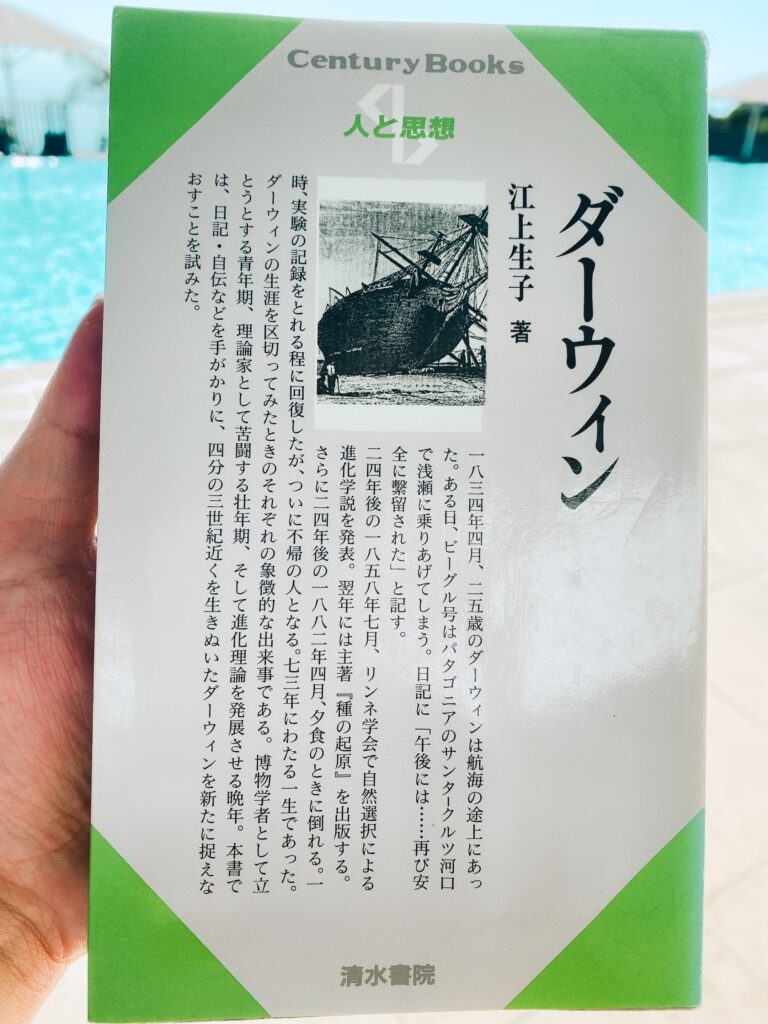 Century Books
人と思想
ダーウィン
江上生子 著
一八三四年四月、二五歳のダーウィンは航海の途上にあっ
た。ある日、ビーグル号はパタゴニアのサンタークルツ河口
で浅瀬に乗りあげてしまう。日記に「午後には……再び安
全に繫留された」と記す。
二四年後の一八五八年七月、リンネ学会で自然選択による
進化学説を発表。翌年には主著『種の起原』を出版する。
さらに二四年後の一八八二年四月、夕食のときに倒れる。一
時、実験の記録をとれる程に回復したが、ついに不帰の人となる。七三年にわたる一生であった。
ダーウィンの生涯を区切ってみたときのそれぞれの象徴的な出来事である。博物学者として立
とうとする青年期、理論家として苦闘する壮年期、そして進化理論を発展させる晩年。本書で
は、日記・自伝などを手がかりに、四分の三世紀近くを生きぬいたダーウィンを新たに捉えな
おすことを試みた。
清水書院